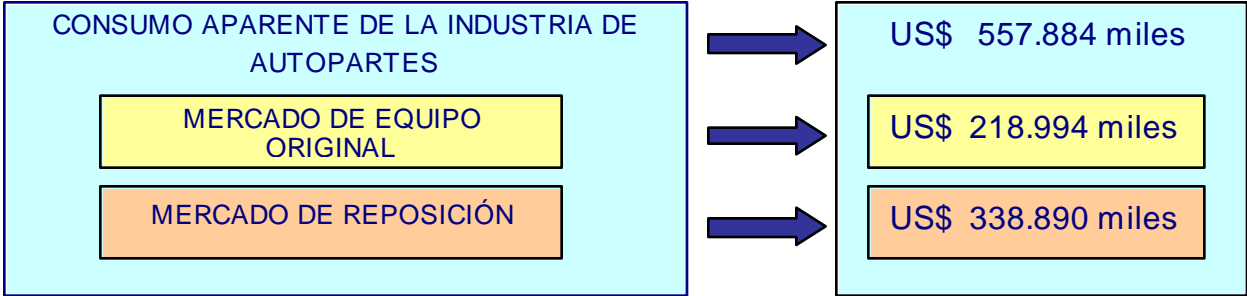 CONSUMO APARENTE DE LA INDUSTRIA DE
AUTOPARTES
US$ 557.884 miles
MERCADO DE EQUIPO
ORIGINAL
US$ 218.994 miles
MERCADO DE REPOSICIÓN
US$ 338.890 miles